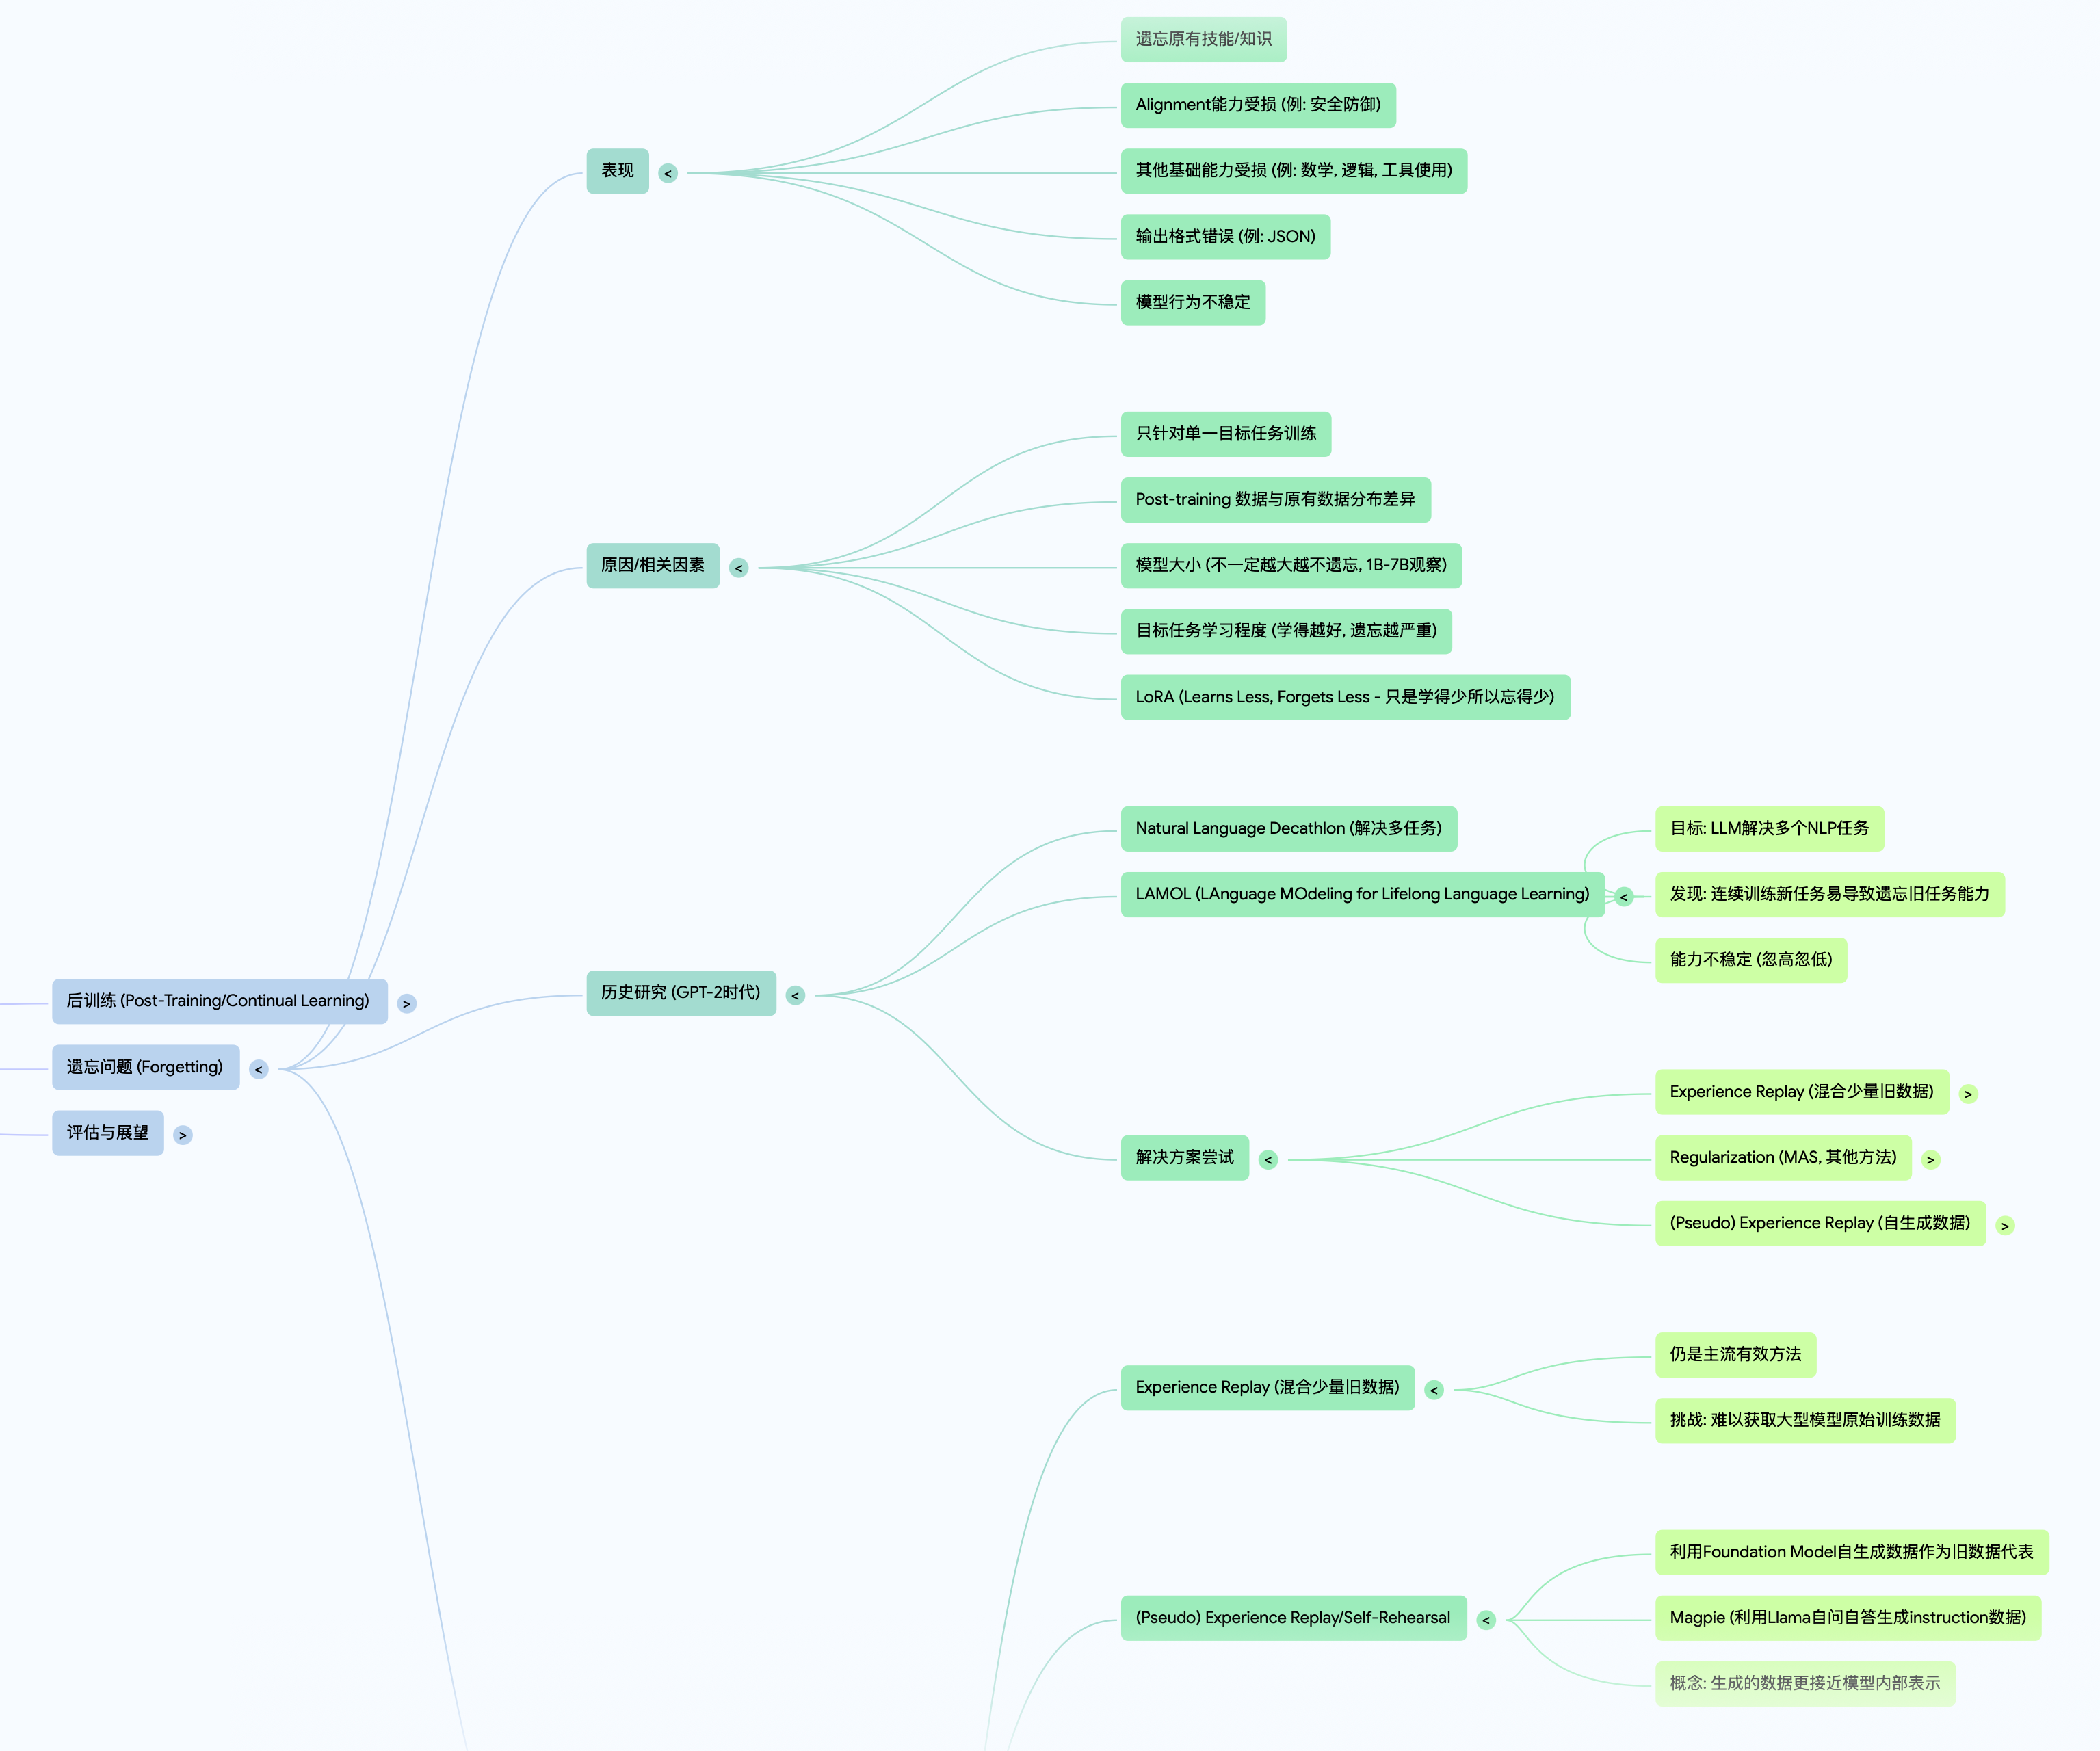 后训练 (Post-Training/Continual Learning)
>
遗忘问题 (Forgetting)
<
评估与展望
>
表现
<
遗忘原有技能/知识
Alignment能力受损 (例: 安全防御)
其他基础能力受损 (例: 数学, 逻辑, 工具使用)
输出格式错误 (例: JSON)
模型行为不稳定
原因/相关因素
<
只针对单一目标任务训练
Post-training 数据与原有数据分布差异
模型大小 (不一定越大越不遗忘, 1B-7B观察)
目标任务学习程度 (学得越好, 遗忘越严重)
LoRA (Learns Less, Forgets Less - 只是学得少所以忘得少)
历史研究 (GPT-2时代)
<
Natural Language Decathlon (解决多任务)
LAMOL (LAnguage MOdeling for Lifelong Language Learning)
<
目标: LLM解决多个NLP任务
发现: 连续训练新任务易导致遗忘旧任务能力
能力不稳定 (忽高忽低)
解决方案尝试
<
Experience Replay (混合少量旧数据)
>
Regularization (MAS, 其他方法)
>
(Pseudo) Experience Replay (自生成数据)
>
Experience Replay (混合少量旧数据)
<
仍是主流有效方法
挑战: 难以获取大型模型原始训练数据
(Pseudo) Experience Replay/Self-Rehearsal
<
利用Foundation Model自生成数据作为旧数据代表
Magpie (利用Llama自问自答生成instruction数据)
概念: 生成的数据更接近模型内部表示